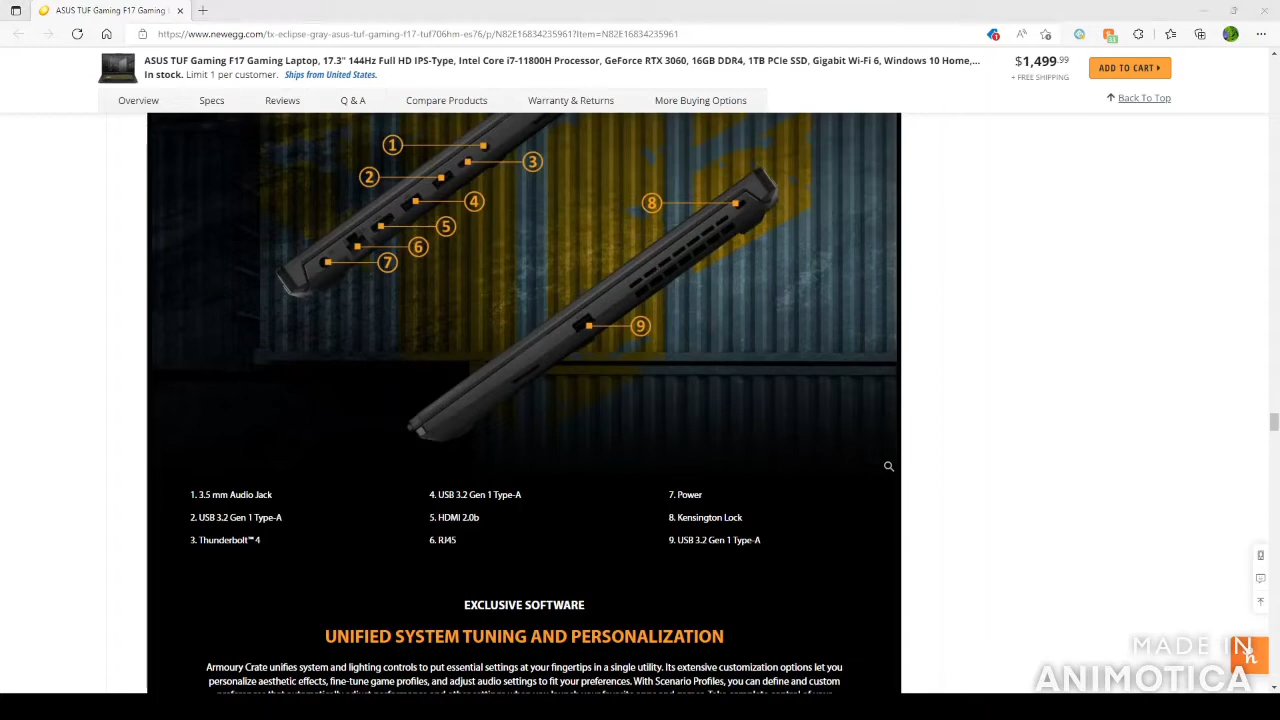 ASUS TUF Gaming F17 Gaming L
https://www.newegg.com/tx-eclipse-gray-asus-tuf-gaming-f17-tuf706hm-es76/p/N82E16834235961?Item=N82E16834235961
ASUS TUF Gaming F17 Gaming Laptop, 17.3" 144Hz Full HD IPS-Type, Intel Core i7-11800H Processor, GeForce RTX 3060, 16GB DDR4, 1TB PCIe SSD, Gigabit Wi-Fi 6, Windows 10 Home,...
In stock. Limit 1 per customer. Ships from United States.
$1,499.99
+ FREE SHIPPING
ADD TO CART
Overview Specs Reviews Q & A Compare Products Warranty & Returns More Buying Options
Back To Top
1
3
2
4
8
5
6
7
9
1. 3.5 mm Audio Jack
2. USB 3.2 Gen 1 Type-A
3. Thunderbolt™ 4
4. USB 3.2 Gen 1 Type-A
5. HDMI 2.0b
6. RJ45
7. Power
8. Kensington Lock
9. USB 3.2 Gen 1 Type-A
EXCLUSIVE SOFTWARE
UNIFIED SYSTEM TUNING AND PERSONALIZATION
Armoury Crate unifies system and lighting controls to put essential settings at your fingertips in a single utility. Its extensive customization options let you
personalize aesthetic effects, fine-tune game profiles, and adjust audio settings to fit your preferences. With Scenario Profiles, you can define and custom
MADE IN
ANIMOTICA